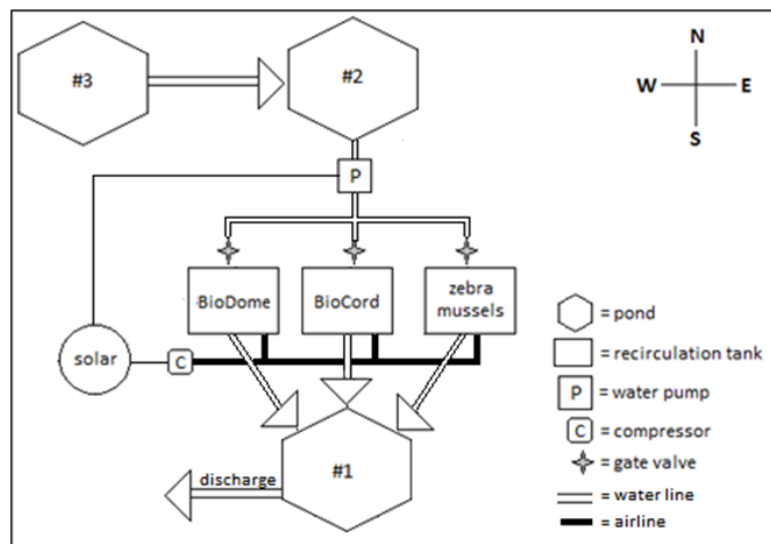 #3
#2
N
W
E
S
P
BioDome
BioCord
zebra
mussels
solar
C
#1
discharge
= pond
= recirculation tank
P = water pump
C = compressor
= gate valve
= water line
= airline